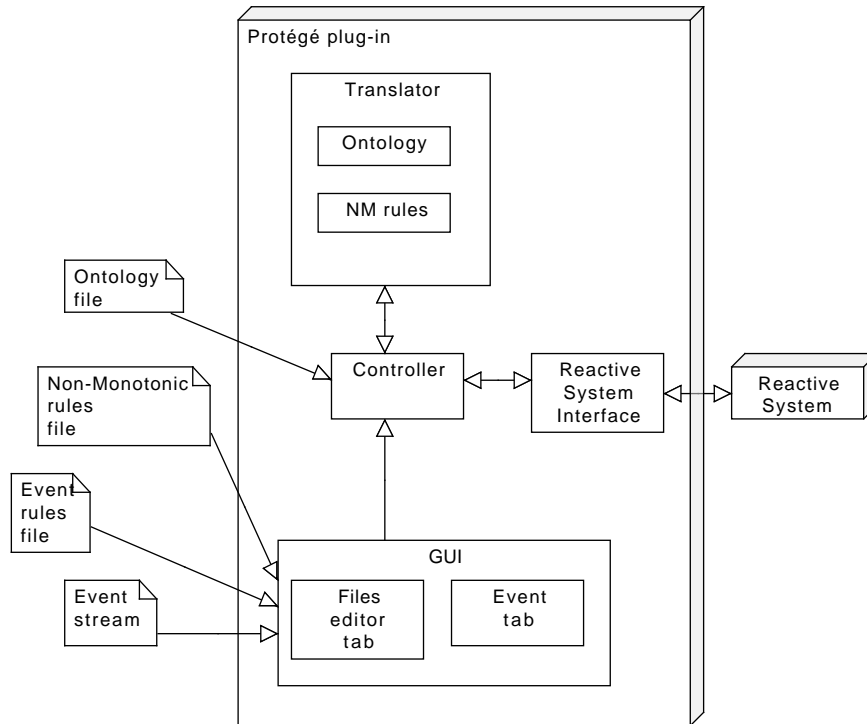 Protégé plug-in
Translator
Ontology
NM rules
Ontology
file
Controller
Reactive
System
Interface
Reactive
System
Non-Monotonic
rules
file
Event
rules
file
GUI
Files
editor
tab
Event
tab
Event
stream